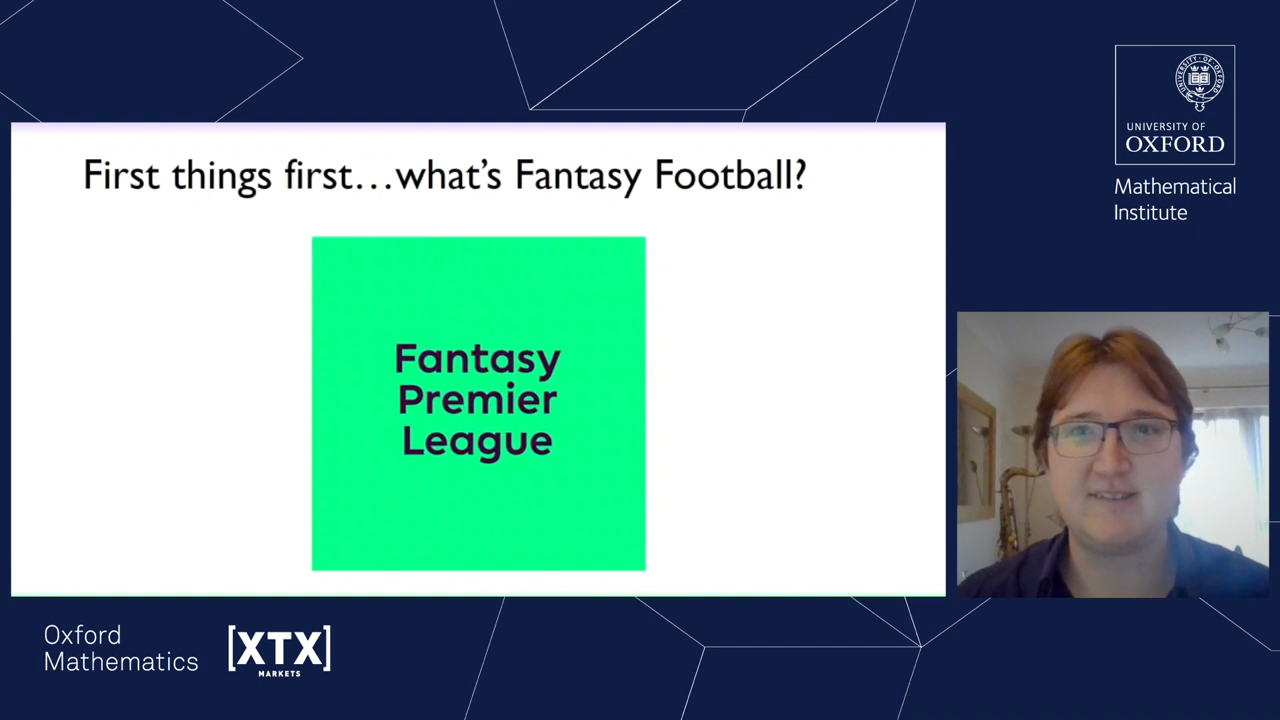 First things first…what's Fantasy Football?
Fantasy
Premier
League
UNIVERSITY OF
OXFORD
Mathematical
Institute
Oxford
Mathematics
[XTX]
MARKETS